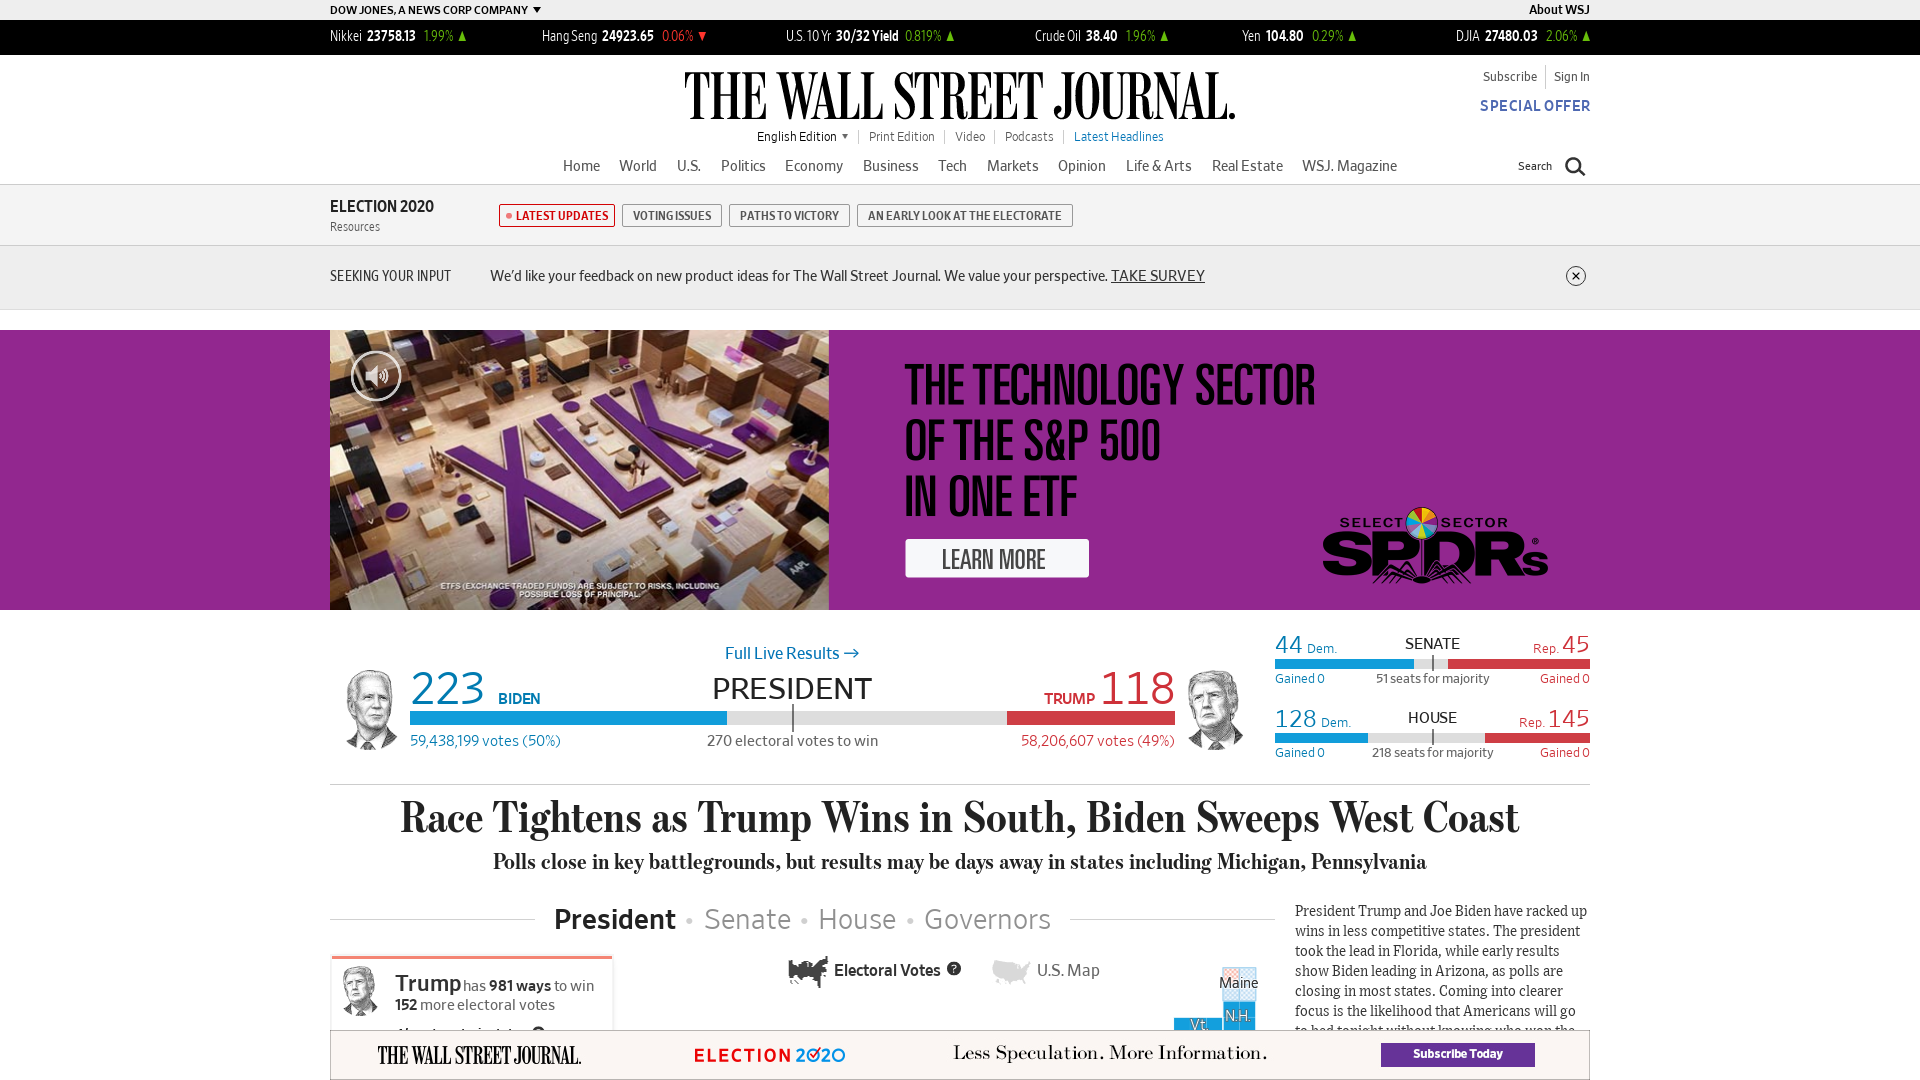 DOW JONES, A NEWS CORP COMPANY
About WSJ
Nikkei 23758.13 1.99%
Hang Seng 24923.65 0.06%
U.S. 10 Yr 30/32 Yield 0.819%
Crude Oil 38.40 1.96%
Yen 104.80 0.29%
DJIA 27480.03 2.06%
THE WALL STREET JOURNAL.
Subscribe
Sign In
SPECIAL OFFER
English Edition
Print Edition
Video
Podcasts
Latest Headlines
Home World U.S. Politics Economy Business Tech Markets Opinion Life & Arts Real Estate WSJ. Magazine
Search
ELECTION 2020
Resources
LATEST UPDATES
VOTING ISSUES
PATHS TO VICTORY
AN EARLY LOOK AT THE ELECTORATE
SEEKING YOUR INPUT
We'd like your feedback on new product ideas for The Wall Street Journal. We value your perspective. TAKE SURVEY
XLK
AAPL
ETFS (EXCHANGE TRADED FUNDS) ARE SUBJECT TO RISKS, INCLUDING
POSSIBLE LOSS OF PRINCIPAL.
THE TECHNOLOGY SECTOR
OF THE S&P 500
IN ONE ETF
LEARN MORE
SELECT SECTOR
SPDRs®
Full Live Results →
223 BIDEN
PRESIDENT
TRUMP 118
59,438,199 votes (50%)
270 electoral votes to win
58,206,607 votes (49%)
44 Dem.
SENATE
Rep. 45
Gained 0
51 seats for majority
Gained 0
128 Dem.
HOUSE
Rep. 145
Gained 0
218 seats for majority
Gained 0
Race Tightens as Trump Wins in South, Biden Sweeps West Coast
Polls close in key battlegrounds, but results may be days away in states including Michigan, Pennsylvania
President • Senate • House • Governors
Trump has 981 ways to win
152 more electoral votes
Electoral Votes ?
U.S. Map
Maine
Vt.
N.H.
President Trump and Joe Biden have racked up
wins in less competitive states. The president
took the lead in Florida, while early results
show Biden leading in Arizona, as polls are
closing in most states. Coming into clearer
focus is the likelihood that Americans will go
to bed tonight without knowing who won the
THE WALL STREET JOURNAL.
ELECTION 2020
Less Speculation. More Information.
Subscribe Today